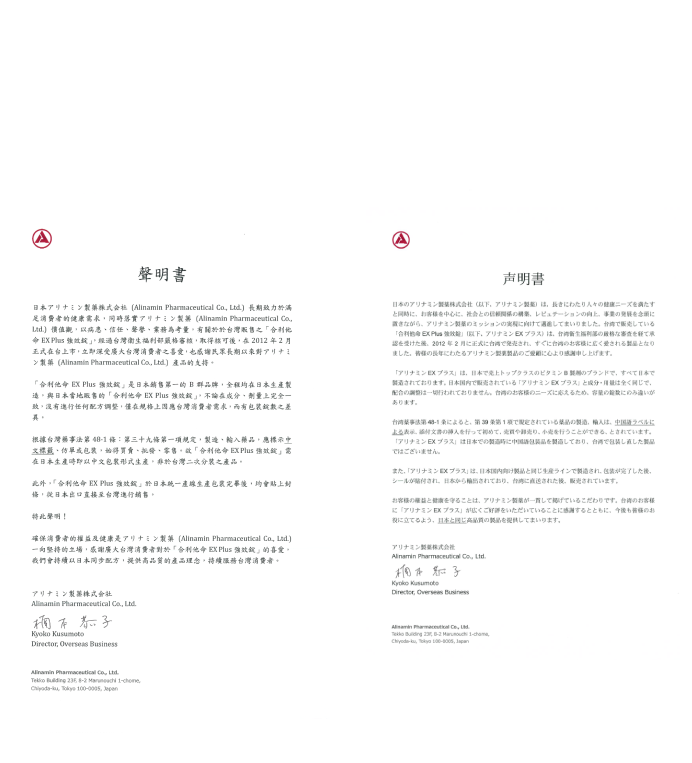 聲明書
日本アリナミン製薬株式会社 (Alinamin Pharmaceutical Co., Ltd.) 長期致力於滿
足消費者的健康需求，同時落實アリナミン製薬 (Alinamin Pharmaceutical Co.,
Ltd.) 價值觀，以病患、信任、聲譽、業務為考量，有關於於台灣販售之「合利他
命 EX Plus 強效錠」，經過台灣衛生福利部嚴格審核，取得核可後，在 2012 年 2 月
正式在台上市，立即深受廣大台灣消費者之喜愛，也感謝民眾長期以來對アリナミ
ン製薬 (Alinamin Pharmaceutical Co., Ltd.) 產品的支持。
「合利他命 EX Plus 強效錠」是日本銷售第一的 B 群品牌，全程均在日本生產製
造，與日本當地販售的「合利他命 EX Plus 強效錠」，不論在成分、劑量上完全一
致，沒有進行任何配方調整，僅在規格上因應台灣消費者需求，而有包裝錠數之差
異。
根據台灣藥事法第 48-1 條：第三十九條第一項規定，製造、輸入藥品，應標示中
文標籤、仿單或包裝，始得買賣、批發、零售。故「合利他命 EX Plus 強效錠」需
在日本生產時即以中文包裝形式生產，非於台灣二次分裝之產品。
此外，「合利他命 EX Plus 強效錠」於日本統一產線生產包裝完畢後，均會貼上封
條，從日本出口直接至台灣進行銷售。
特此聲明！
確保消費者的權益及健康是アリナミン製薬 (Alinamin Pharmaceutical Co., Ltd.)
一向堅持的立場，感謝廣大台灣消費者對於「合利他命 EX Plus 強效錠」的喜愛，
我們會持續以日本同步配方，提供高品質的產品理念，持續服務台灣消費者。
アリナミン製薬株式会社
Alinamin Pharmaceutical Co., Ltd.
楠本 恭子
Kyoko Kusumoto
Director, Overseas Business
Alinamin Pharmaceutical Co., Ltd.
Tekko Building 23F, 8-2 Marunouchi 1-chome,
Chiyoda-ku, Tokyo 100-0005, Japan
声明書
日本のアリナミン製薬株式会社（以下、アリナミン製薬）は、長きにわたり人々の健康ニーズを満たす
と同時に、お客様を中心に、社会との信頼関係の構築、レピュテーションの向上、事業の発展を念頭に
置きながら、アリナミン製薬のミッションの実現に向けて邁進してまいりました。台湾で販売している
「合利他命 EX Plus 強效錠」（以下、アリナミン EX プラス）は、台湾衛生福利部の厳格な審査を経て承
認を受けた後、2012 年 2 月に正式に台湾で発売され、すぐに台湾のお客様に広く愛される製品となり
ました。皆様の長年にわたるアリナミン製薬製品のご愛顧に心より感謝申し上げます。
「アリナミン EX プラス」は、日本で売上トップクラスのビタミン B 製剤のブランドで、すべて日本で
製造されております。日本国内で販売されている「アリナミン EX プラス」と成分・用量は全く同じで、
配合の調整は一切行われておりません。台湾のお客様のニーズに応えるため、容量の錠数にのみ違いが
あります。
台湾薬事法第 48-1 条によると、第 39 条第 1 項で規定されている薬品の製造、輸入は、中国語ラベルに
よる表示、添付文書の挿入を行って初めて、売買や卸売り、小売を行うことができる、とされています。
「アリナミン EX プラス」は日本での製造時に中国語包装品を製造しており、台湾で包装し直した製品
ではございません。
また、「アリナミン EX プラス」は、日本国内向け製品と同じ生産ラインで製造され、包装が完了した後、
シールが貼付され、日本から輸出されており、台湾に直送された後、販売されています。
お客様の権益と健康を守ることは、アリナミン製薬が一貫して掲げているこだわりです。台湾のお客様
に「アリナミン EX プラス」が広くご好評をいただいていることに感謝するとともに、今後も皆様のお
役に立てるよう、日本と同じ高品質の製品を提供してまいります。
アリナミン製薬株式会社
Alinamin Pharmaceutical Co., Ltd.
楠本 恭子
Kyoko Kusumoto
Director, Overseas Business
Alinamin Pharmaceutical Co., Ltd.
Tekko Building 23F, 8-2 Marunouchi 1-chome,
Chiyoda-ku, Tokyo 100-0005, Japan